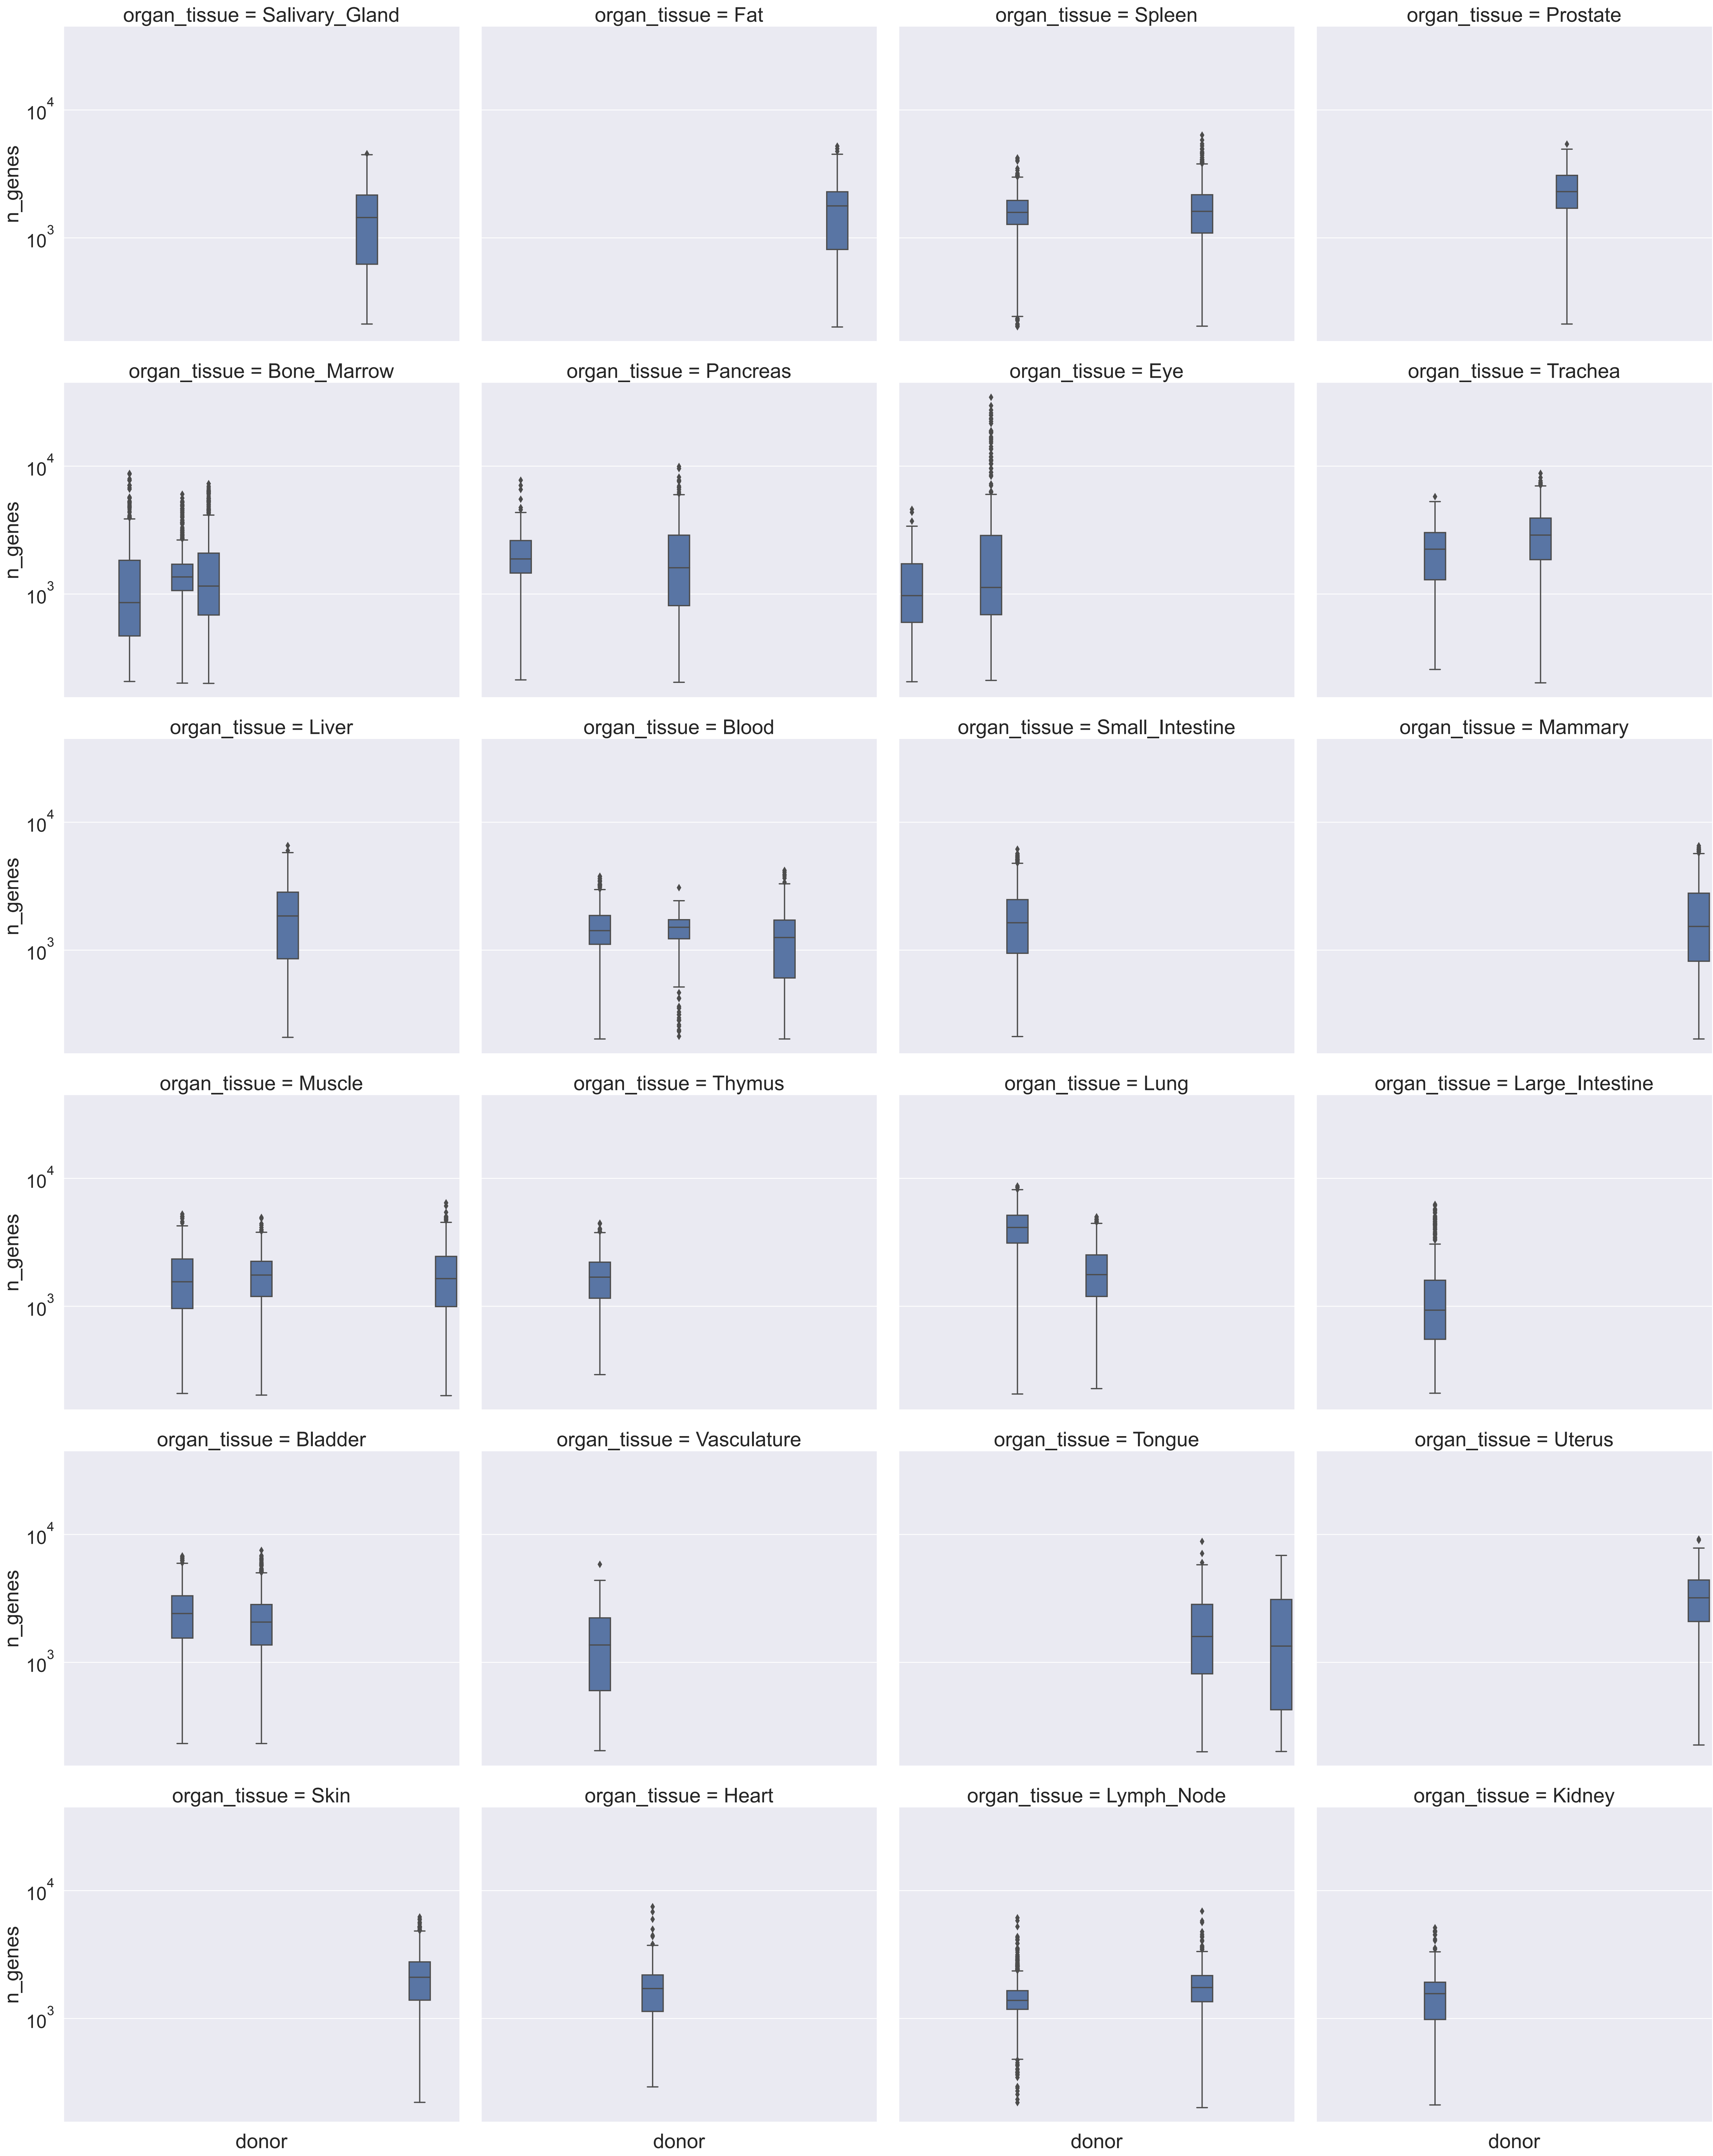 organ_tissue = Salivary_Gland
organ_tissue = Fat
organ_tissue = Spleen
organ_tissue = Prostate
10^4
n_genes
10^3
organ_tissue = Bone_Marrow
organ_tissue = Pancreas
organ_tissue = Eye
organ_tissue = Trachea
10^4
n_genes
10^3
organ_tissue = Liver
organ_tissue = Blood
organ_tissue = Small_Intestine
organ_tissue = Mammary
10^4
n_genes
10^3
organ_tissue = Muscle
organ_tissue = Thymus
organ_tissue = Lung
organ_tissue = Large_Intestine
10^4
n_genes
10^3
organ_tissue = Bladder
organ_tissue = Vasculature
organ_tissue = Tongue
organ_tissue = Uterus
10^4
n_genes
10^3
organ_tissue = Skin
organ_tissue = Heart
organ_tissue = Lymph_Node
organ_tissue = Kidney
10^4
n_genes
10^3
donor
donor
donor
donor